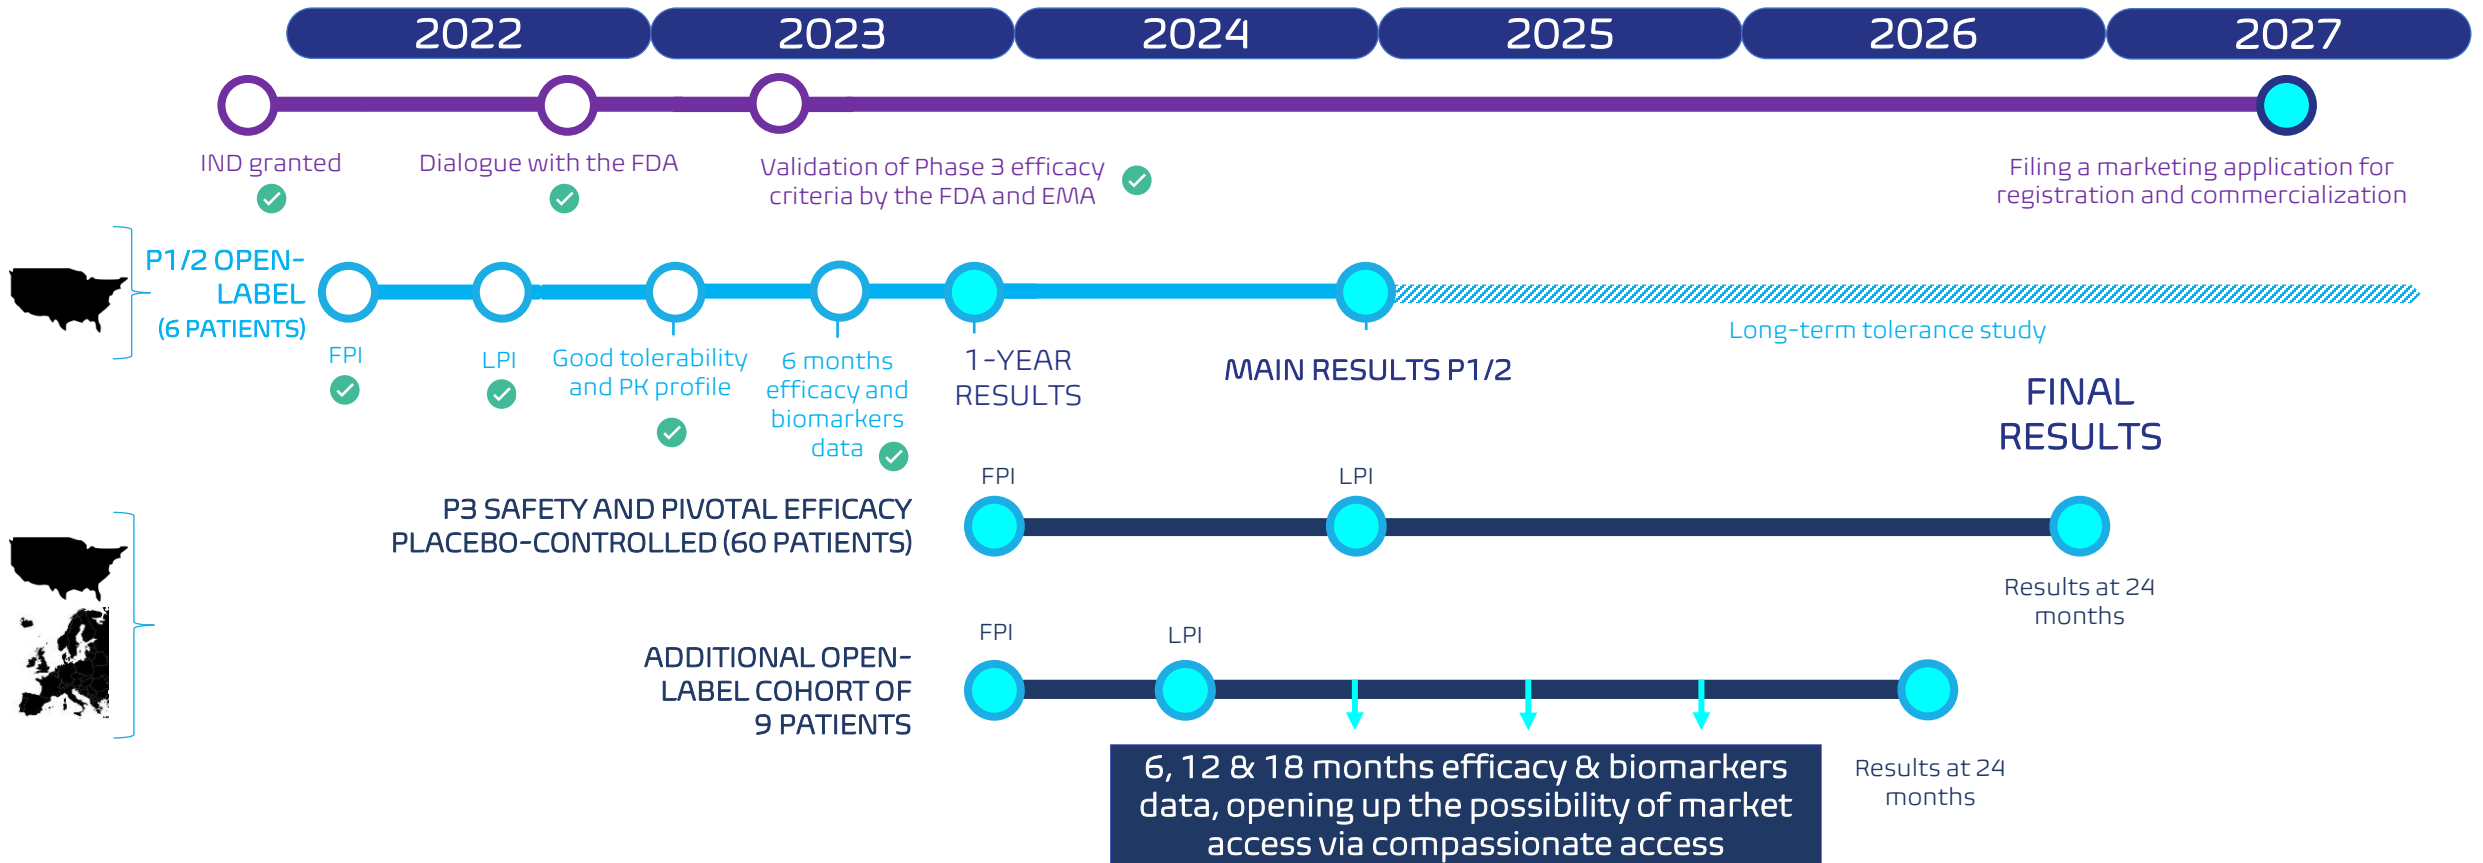 2022
2023
2024
2025
2026
2027
IND granted
Dialogue with the FDA
Validation of Phase 3 efficacy
criteria by the FDA and EMA
Filing a marketing application for
registration and commercialization
P1/2 OPEN-
LABEL
(6 PATIENTS)
FPI
LPI
Good tolerability
and PK profile
6 months
efficacy and
biomarkers
data
1-YEAR
RESULTS
MAIN RESULTS P1/2
Long-term tolerance study
FINAL
RESULTS
P3 SAFETY AND PIVOTAL EFFICACY
PLACEBO-CONTROLLED (60 PATIENTS)
FPI
LPI
Results at 24
months
ADDITIONAL OPEN-
LABEL COHORT OF
9 PATIENTS
FPI
LPI
6, 12 & 18 months efficacy & biomarkers
data, opening up the possibility of market
access via compassionate access
Results at 24
months